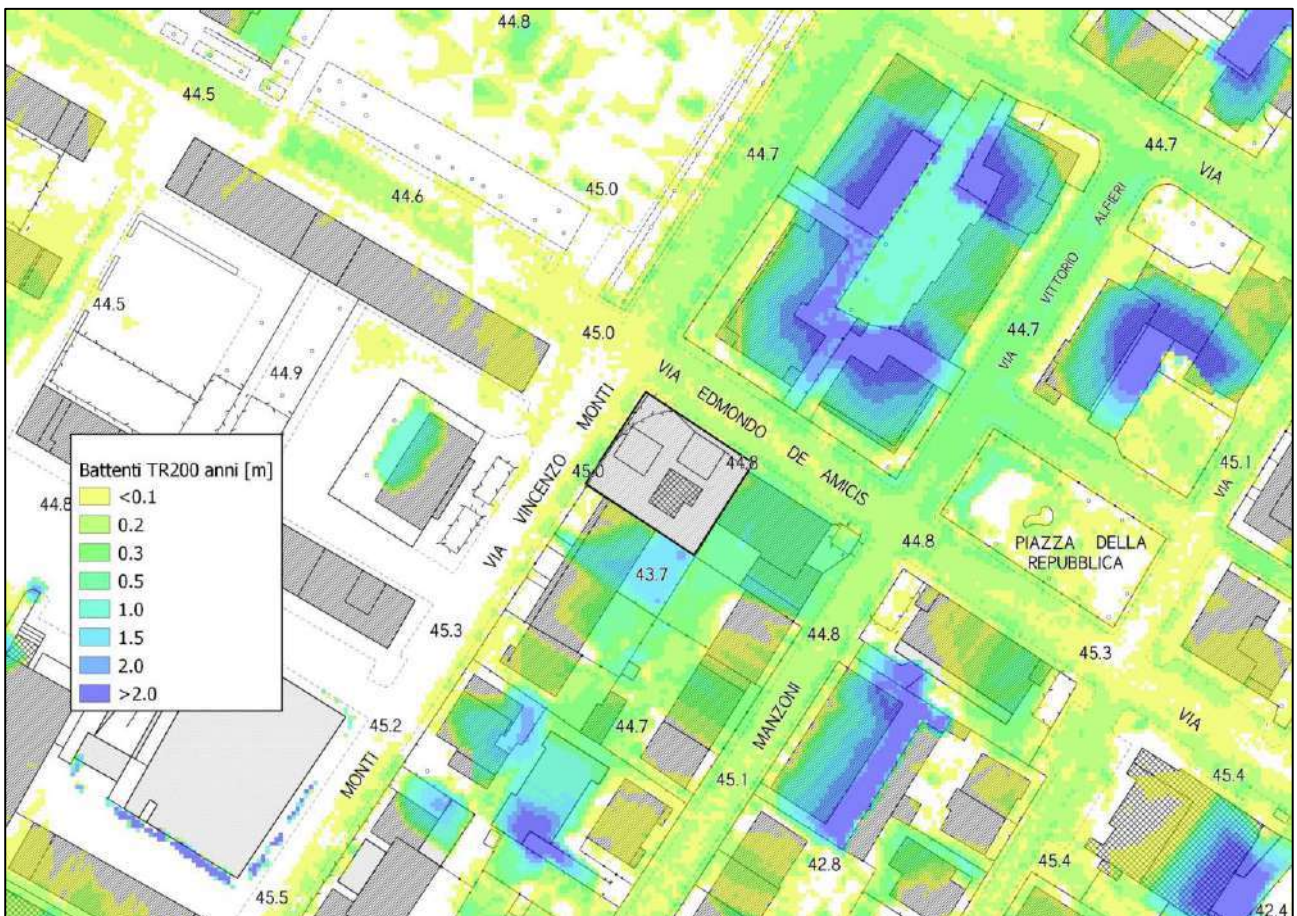 44.8
44.5
44.7
44.7
VIA
45.0
44.6
ALFIERI
VITTORIO
VIA
44.5
44.7
45.0
44.9
VIA EDMONDO DE AMICIS
VIA VINCENZO MONTI
45.0
44.8
45.1
VIA
Battenti TR200 anni [m]
<0.1
0.2
0.3
0.5
1.0
1.5
2.0
>2.0
44.8
44.8
PIAZZA DELLA
REPUBBLICA
43.7
45.3
44.8
45.3
44.7
MANZONI
VIA
45.2
MONTI
45.1
45.4
42.8
45.4
45.5
42.4